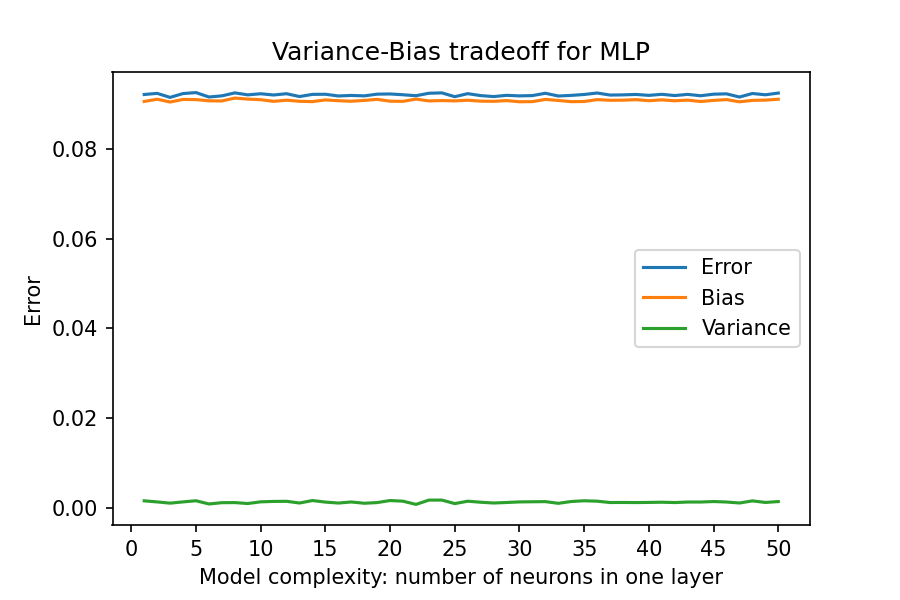 Variance-Bias tradeoff for MLP
Error
0.08
0.06
0.04
0.02
0.00
Error
Bias
Variance
0 5 10 15 20 25 30 35 40 45 50
Model complexity: number of neurons in one layer